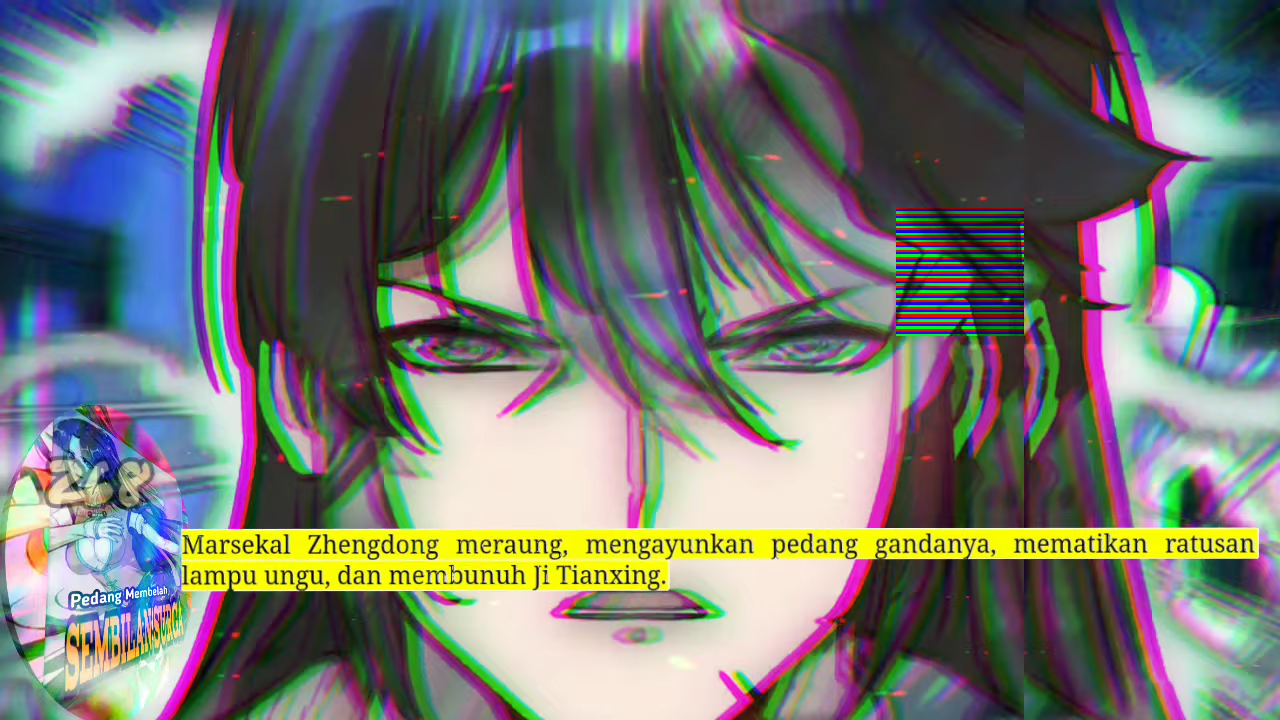 Marsekal Zhengdong meraung, mengayunkan pedang gandanya, mematikan ratusan
lampu ungu, dan membunuh Ji Tianxing.
Pedang Membelah
SEMBILAN SURGA